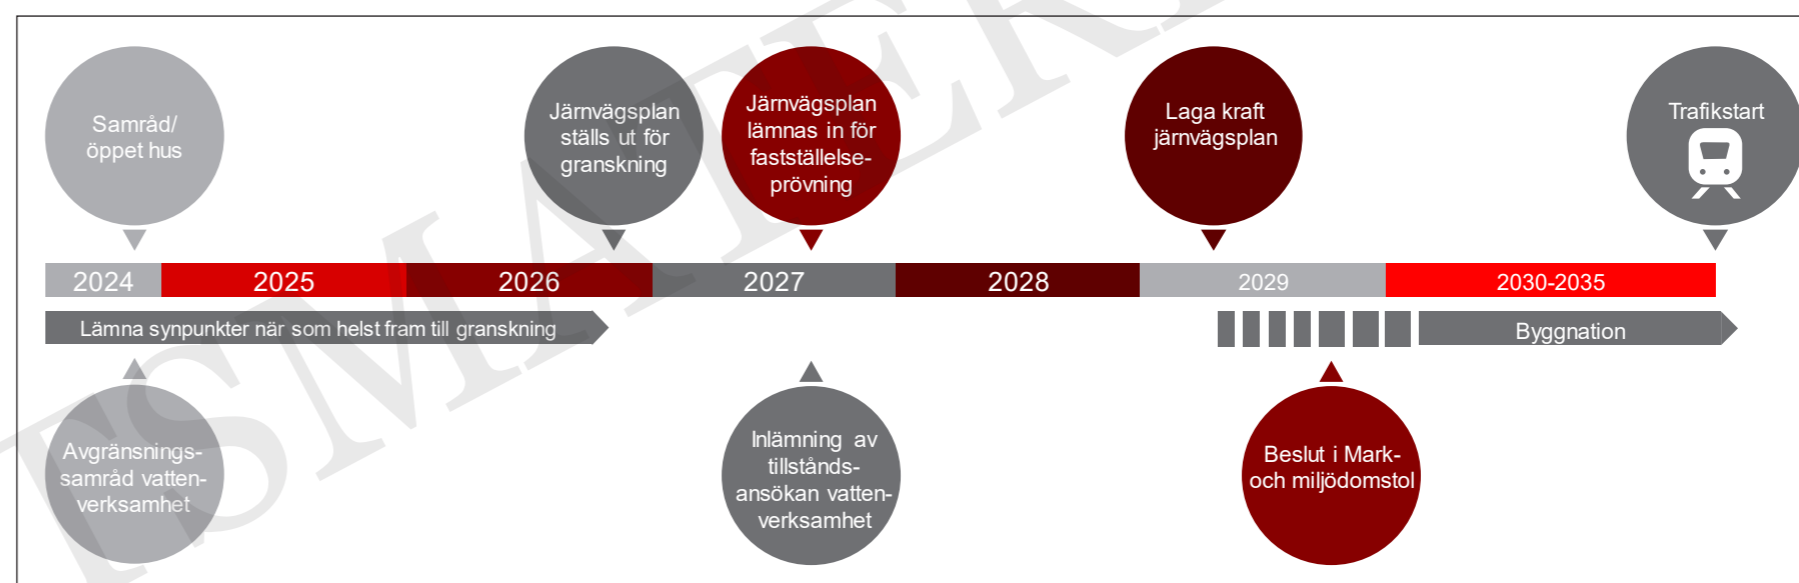 Samråd/
öppet hus
Järnvägsplan
ställs ut för
granskning
Järnvägsplan
lämnas in för
fastställelse-
prövning
Laga kraft
järnvägsplan
Trafikstart
2024
2025
2026
2027
2028
2029
2030-2035
Lämna synpunkter när som helst fram till granskning
Byggnation
Avgränsnings-
samråd vatten-
verksamhet
Inlämning av
tillstånds-
ansökan vatten-
verksamhet
Beslut i Mark-
och miljödomstol